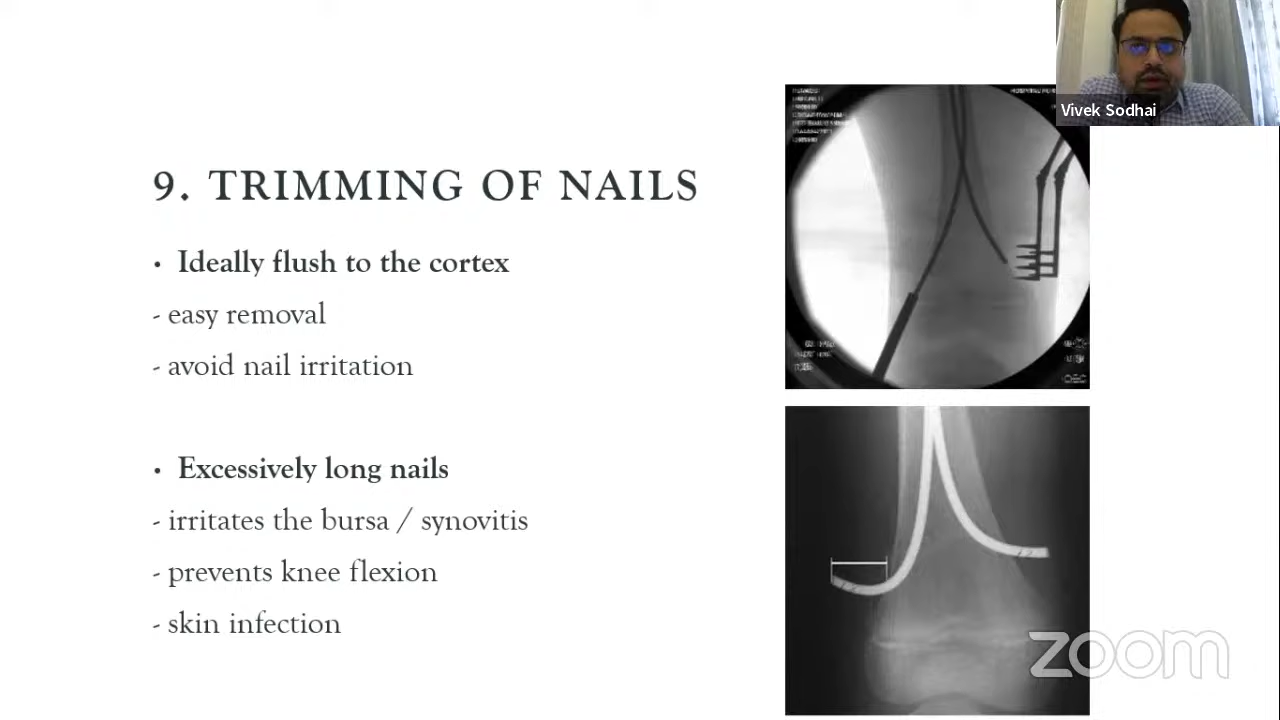 Vivek Sodhai
9. TRIMMING OF NAILS
• Ideally flush to the cortex
- easy removal
- avoid nail irritation
• Excessively long nails
- irritates the bursa / synovitis
- prevents knee flexion
- skin infection
zoom